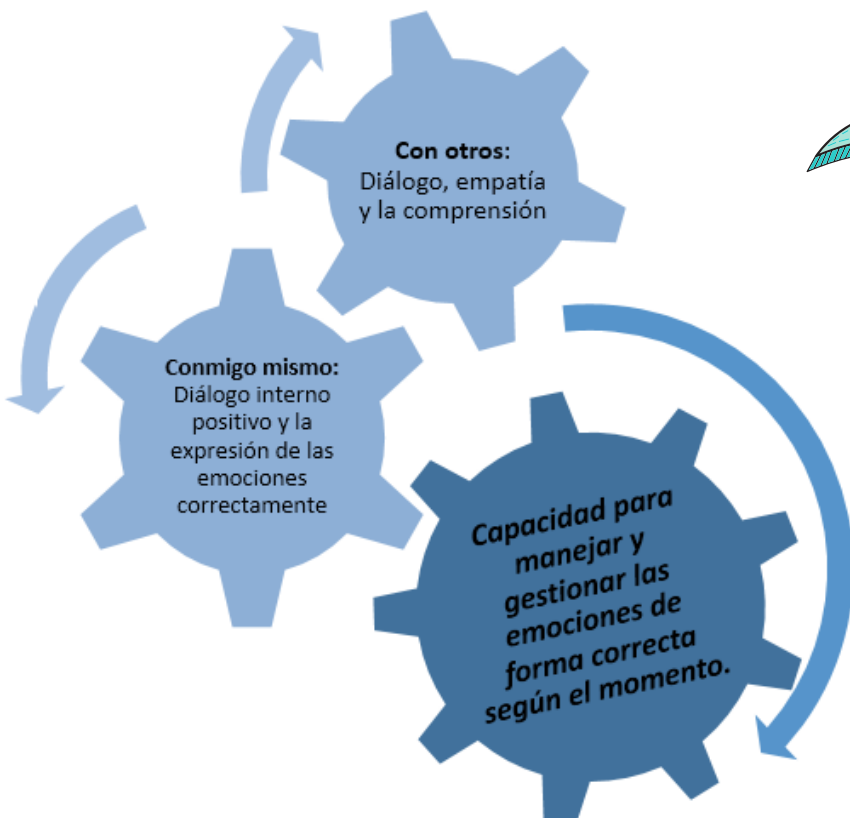 Con otros:
Diálogo, empatía
y la comprensión
Conmigo mismo:
Diálogo interno
positivo y la
expresión de las
emociones
correctamente
Capacidad para
manejar y
gestionar las
emociones de
forma correcta
según el momento.